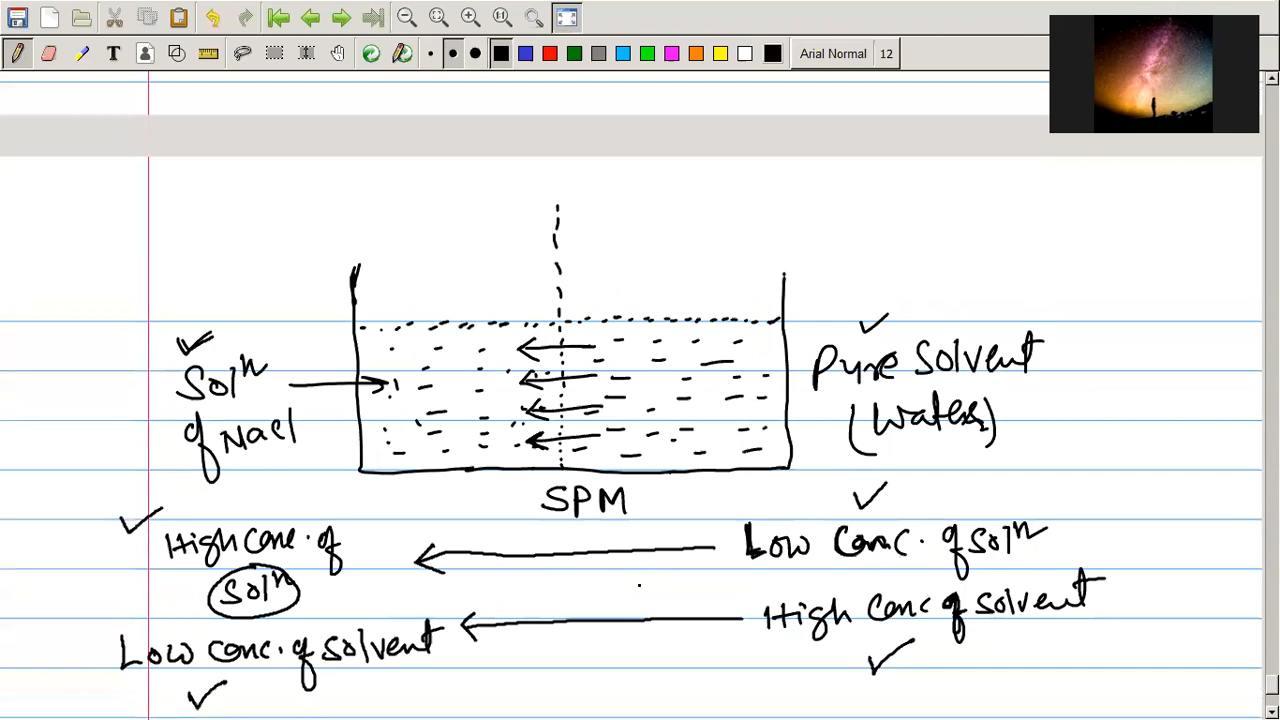 Arial Normal 12
Solⁿ
of Nacl
Pure Solvent
(Water)
SPM
High conc. of
Solⁿ
Low conc. of solⁿ
High conc of solvent
Low conc. of solvent